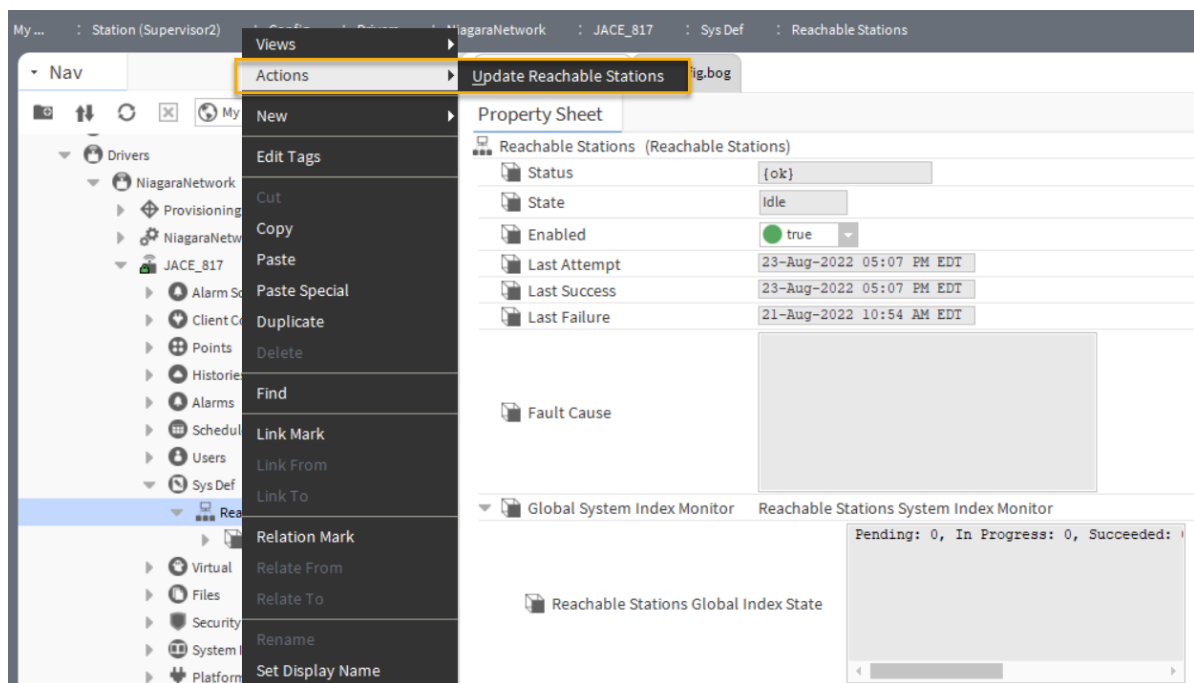 My ... : Station (Supervisor2) : Config : Drivers : NiagaraNetwork : JACE_817 : Sys Def : Reachable Stations
Nav
My
Drivers
NiagaraNetwork
Provisioning
NiagaraNetw
JACE_817
Alarm So
Client Co
Points
Histories
Alarms
Schedul
Users
Sys Def
Rea
Virtual
Files
Security
System I
Platform
Views
Actions
Update Reachable Stations
New
Edit Tags
Cut
Copy
Paste
Paste Special
Duplicate
Delete
Find
Link Mark
Link From
Link To
Relation Mark
Relate From
Relate To
Rename
Set Display Name
fig.bog
Property Sheet
Reachable Stations (Reachable Stations)
Status {ok}
State Idle
Enabled true
Last Attempt 23-Aug-2022 05:07 PM EDT
Last Success 23-Aug-2022 05:07 PM EDT
Last Failure 21-Aug-2022 10:54 AM EDT
Fault Cause
Global System Index Monitor Reachable Stations System Index Monitor
Pending: 0, In Progress: 0, Succeeded:
Reachable Stations Global Index State